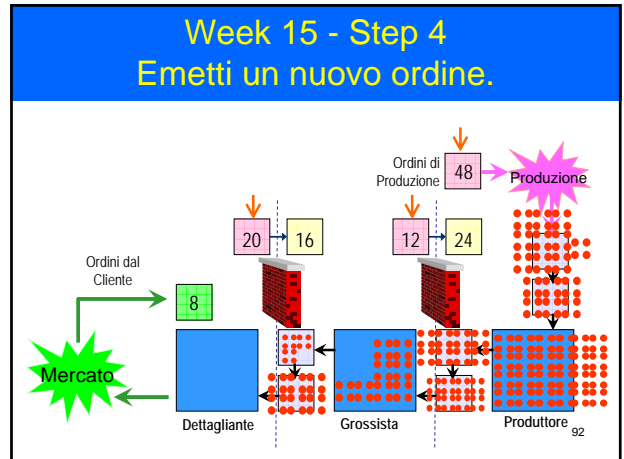 Week 15 - Step 4
Emetti un nuovo ordine.
Ordini di
Produzione
48
Produzione
20
16
12
24
Ordini dal
Cliente
8
Mercato
Dettagliante
Grossista
Produttore
92